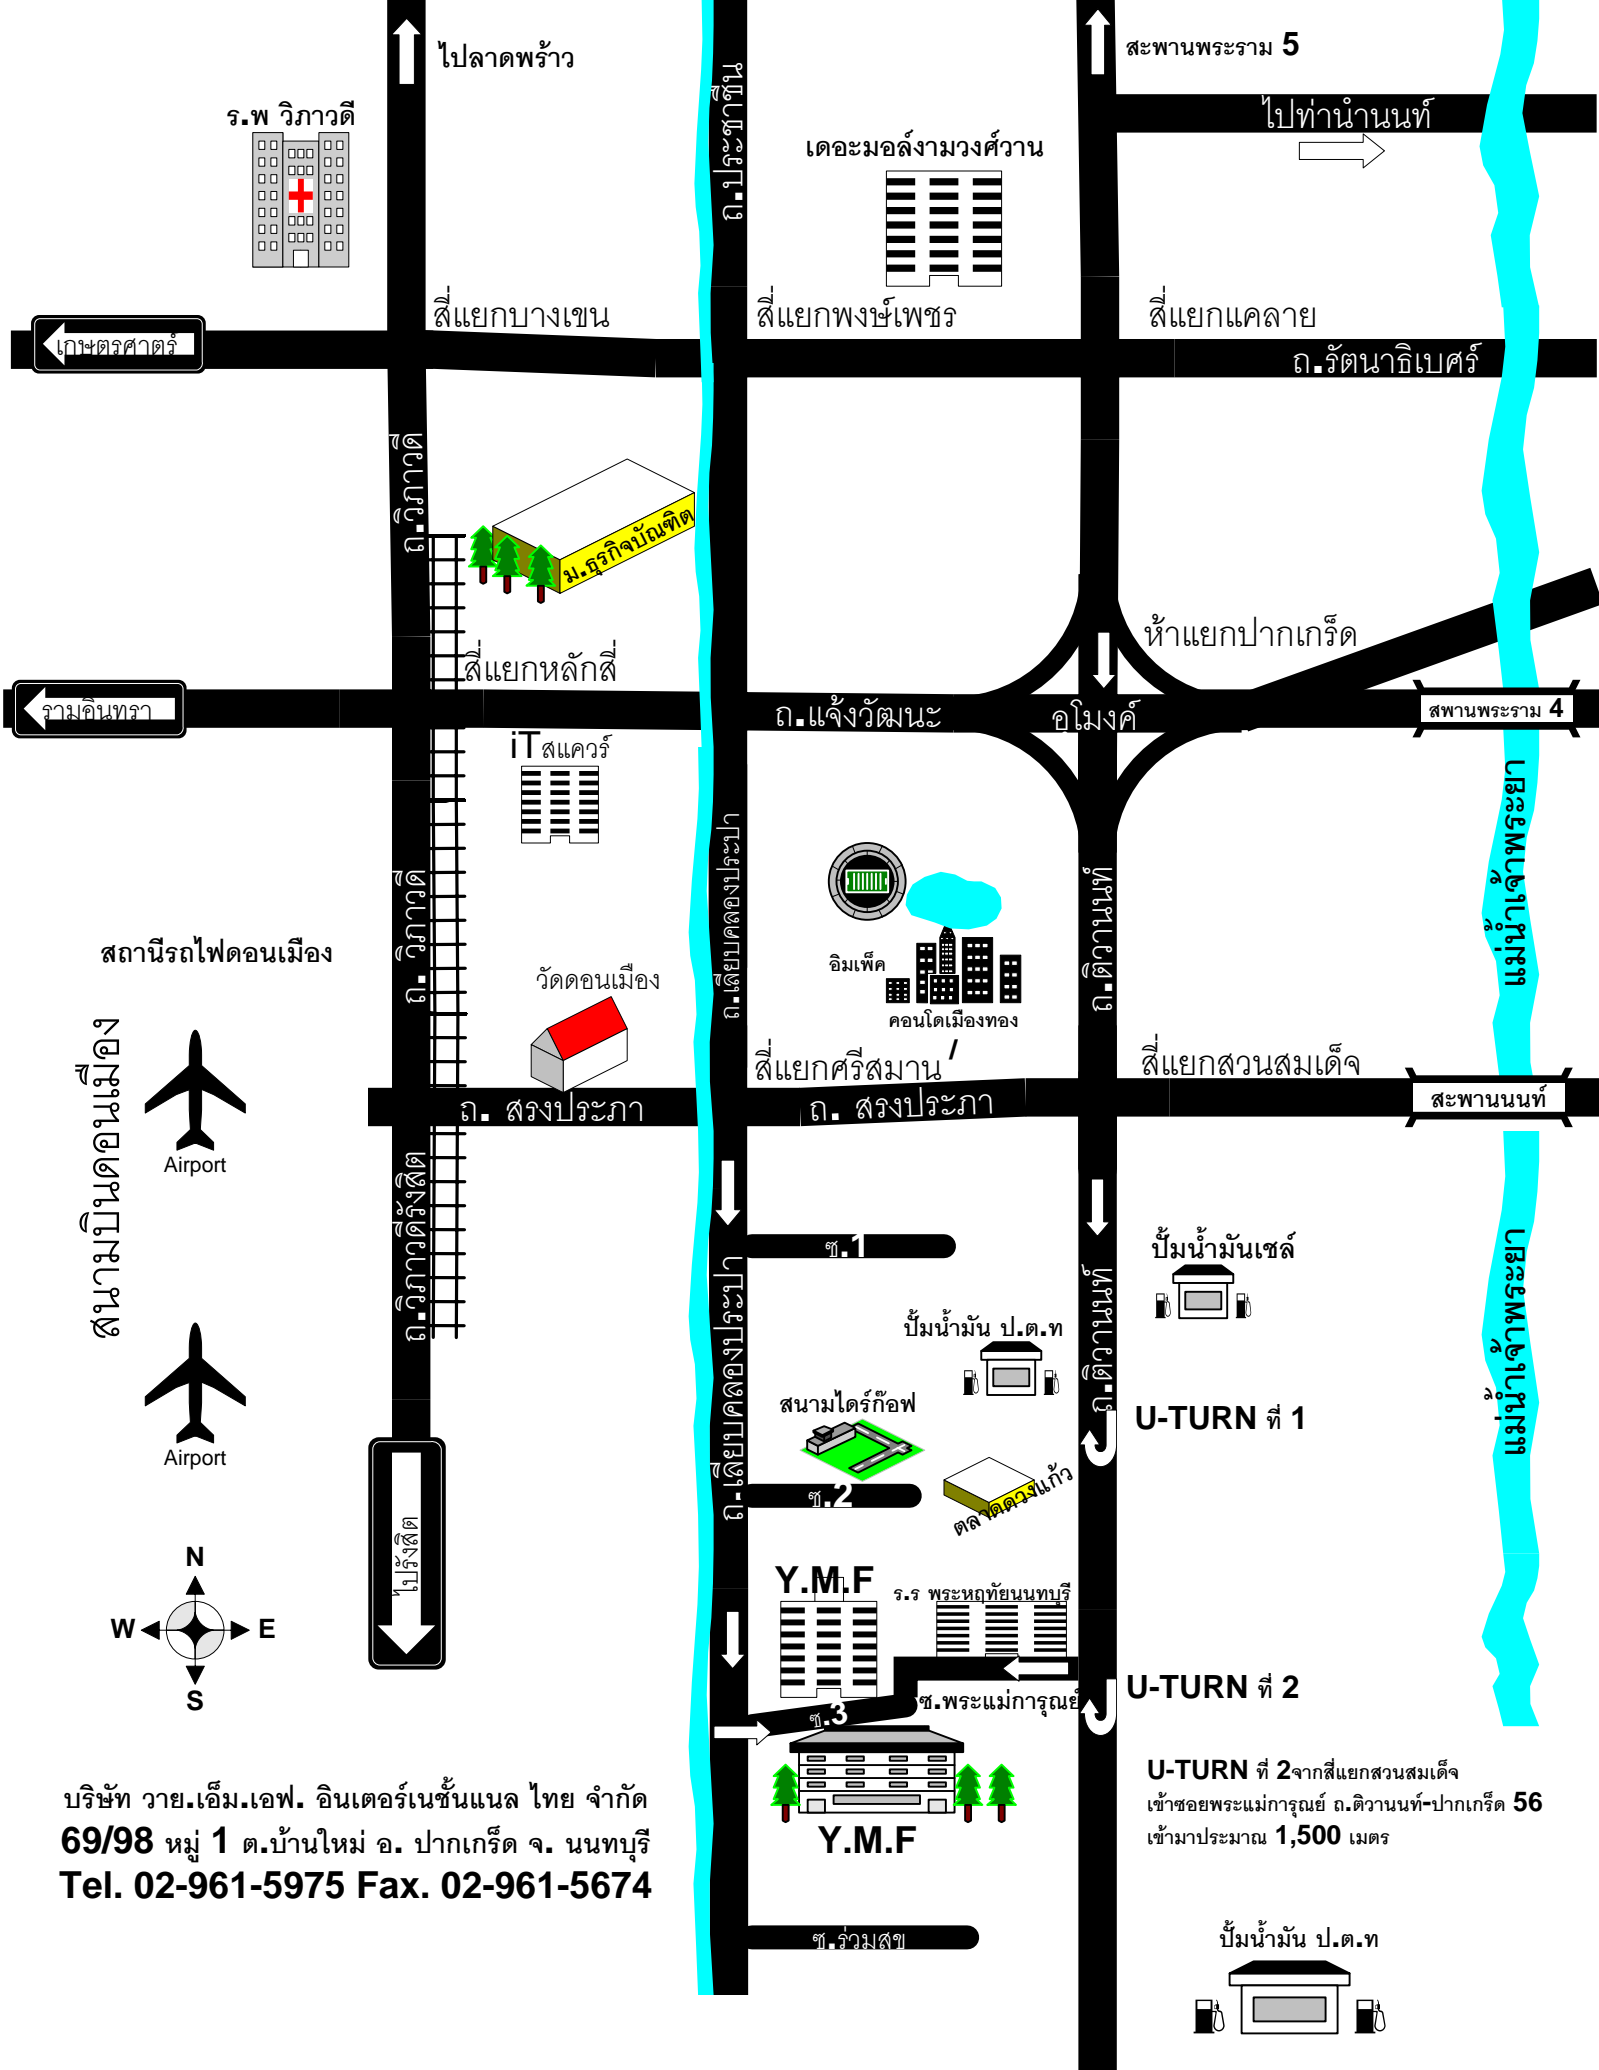 ไปลาดพร้าว
สะพานพระราม 5
ร.พ วิภาวดี
ถ.ประชาชื่น
ไปท่านำนนท์
เดอะมอล์งามวงศ์วาน
สี่แยกบางเขน
สี่แยกพงษ์เพชร
สี่แยกแคลาย
เกษตรศาตร์
ถ.รัตนาธิเบศร์
ถ.วิภาวดี
ม.ธุรกิจบัณฑิต
ห้าแยกปากเกร็ด
สี่แยกหลักสี่
รามอินทรา
ถ.แจ้งวัฒนะ
อุโมงค์
สพานพระราม 4
iTสแควร์
แม่น้ำเจ้าพระยา
ถ.เลียบคลองประปา
ถ. วิภาวดี
ถ.ติวานนท์
สถานีรถไฟดอนเมือง
วัดดอนเมือง
อิมเพ็ค
คอนโดเมืองทอง
/
สนามบินดอนเมือง
สี่แยกศรีสมาน
สี่แยกสวนสมเด็จ
ถ. สรงประภา
ถ. สรงประภา
สะพานนนท์
Airport
ถ.วิภาวดีรังสิต
ซ.1
ปั้มน้ำมันเชล์
แม่น้ำเจ้าพระยา
ถ.เลียบคลองประปา
ถ.ติวานนท์
ปั้มน้ำมัน ป.ต.ท
สนามไดร์ก๊อฟ
U-TURN ที่ 1
Airport
ซ.2
ตลาดดวงแก้ว
ไปรังสิต
N
W
E
S
Y.M.F
ร.ร พระหฤทัยนนทบุรี
U-TURN ที่ 2
ซ.พระแม่การุณย์
ซ.3
Y.M.F
U-TURN ที่ 2จากสี่แยกสวนสมเด็จ
เข้าซอยพระแม่การุณย์ ถ.ติวานนท์-ปากเกร็ด 56
เข้ามาประมาณ 1,500 เมตร
บริษัท วาย.เอ็ม.เอฟ. อินเตอร์เนชั้นแนล ไทย จำกัด
69/98 หมู่ 1 ต.บ้านใหม่ อ. ปากเกร็ด จ. นนทบุรี
Tel. 02-961-5975 Fax. 02-961-5674
ซ.ร่วมสุข
ปั้มน้ำมัน ป.ต.ท